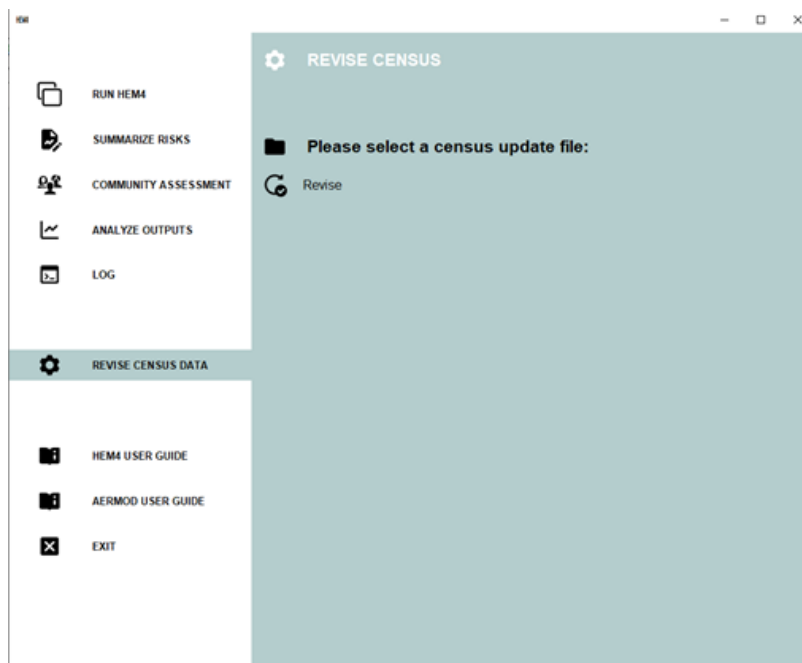 HEM4
REVISE CENSUS
RUN HEM4
SUMMARIZE RISKS
COMMUNITY ASSESSMENT
ANALYZE OUTPUTS
LOG
REVISE CENSUS DATA
HEM4 USER GUIDE
AERMOD USER GUIDE
EXIT
Please select a census update file:
Revise